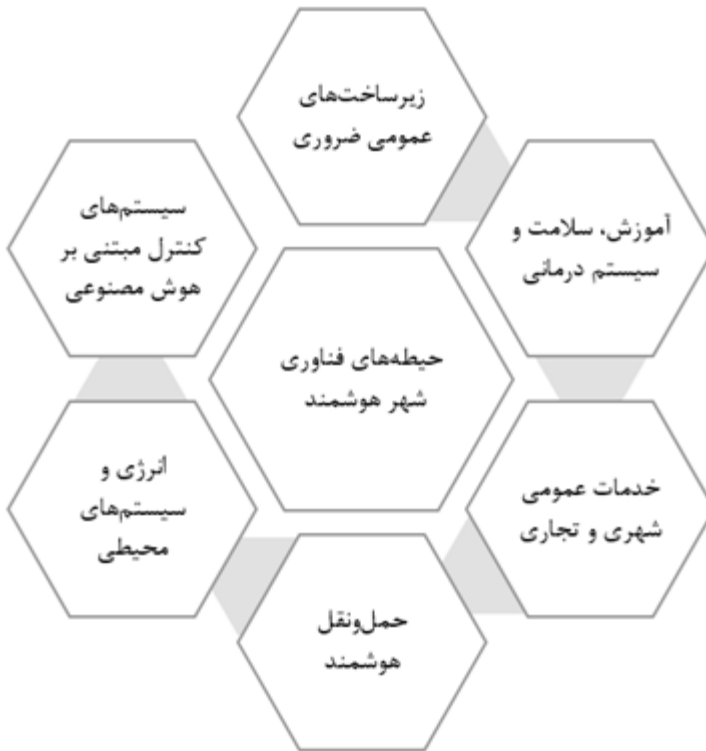 زیرساخت‌های
عمومی ضروری
آموزش، سلامت و
سیستم درمانی
خدمات عمومی
شهری و تجاری
حمل‌ونقل
هوشمند
انرژی و
سیستم‌های
محیطی
سیستم‌های
کنترل مبتنی بر
هوش مصنوعی
حیطه‌های فناوری
شهر هوشمند